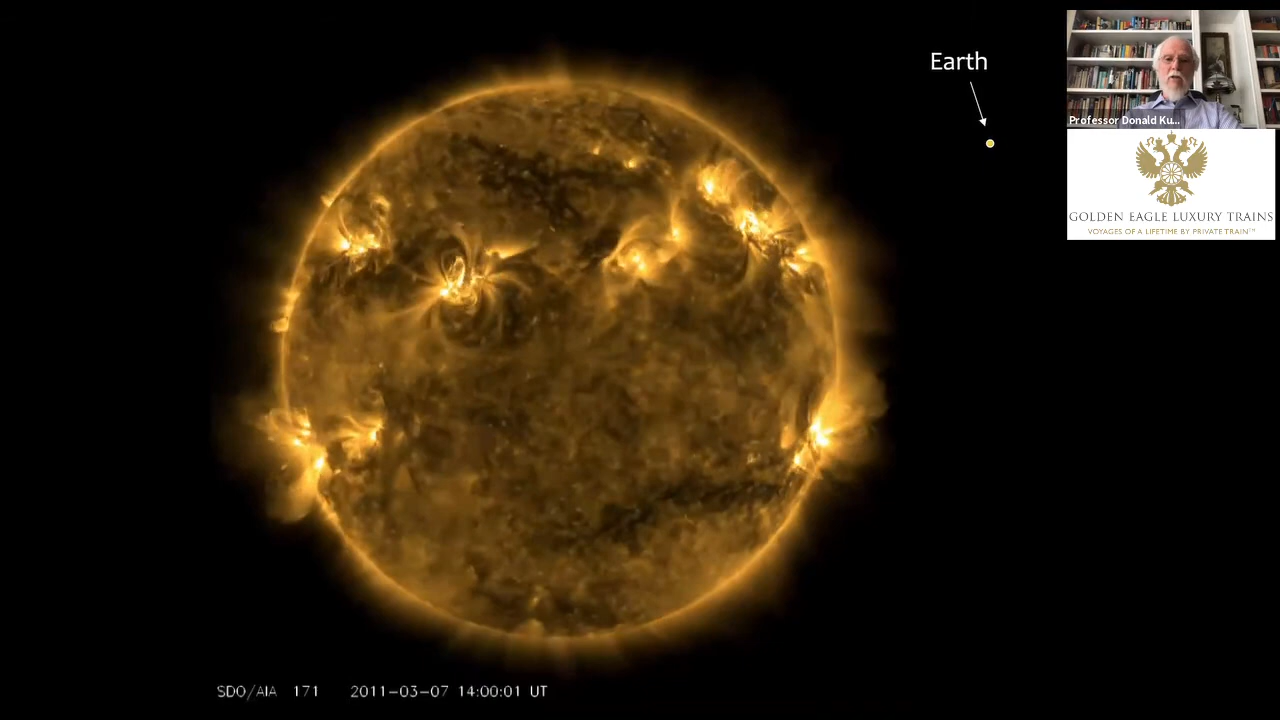 Earth
Professor Donald Ku...
GOLDEN EAGLE LUXURY TRAINS
VOYAGES OF A LIFETIME BY PRIVATE TRAIN™
SDO/AIA 171 2011-03-07 14:00:01 UT